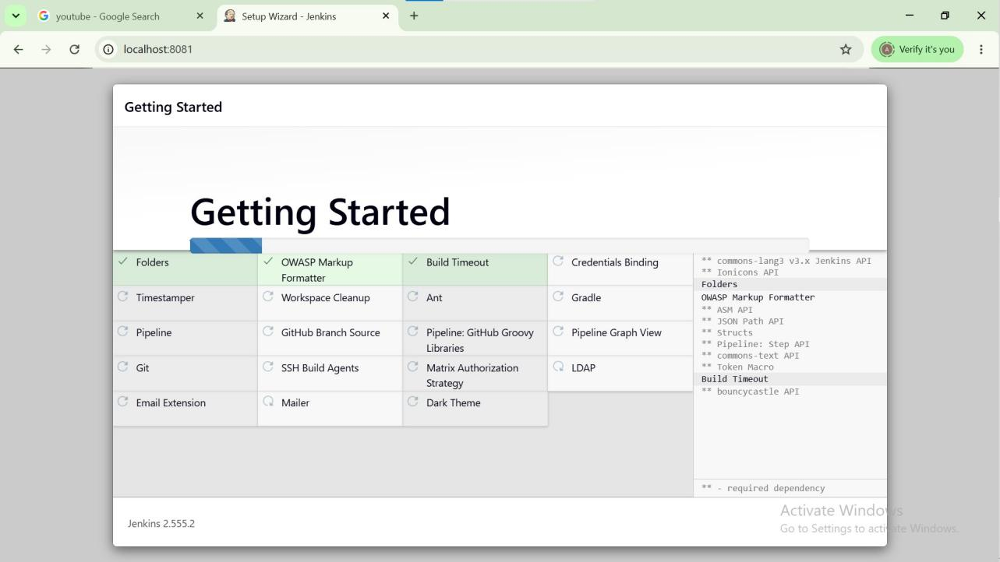 youtube - Google Search
Setup Wizard - Jenkins
localhost:8081
A
Verify it's you
Getting Started
Getting Started
Folders
OWASP Markup
Formatter
Build Timeout
Credentials Binding
Timestamper
Workspace Cleanup
Ant
Gradle
Pipeline
GitHub Branch Source
Pipeline: GitHub Groovy
Libraries
Pipeline Graph View
Git
SSH Build Agents
Matrix Authorization
Strategy
LDAP
Email Extension
Mailer
Dark Theme
** commons-lang3 v3.x Jenkins API
** Ionicons API
Folders
OWASP Markup Formatter
** ASM API
** JSON Path API
** Structs
** Pipeline: Step API
** commons-text API
** Token Macro
Build Timeout
** bouncycastle API
** - required dependency
Jenkins 2.555.2
Activate Windows
Go to Settings to activate Windows.